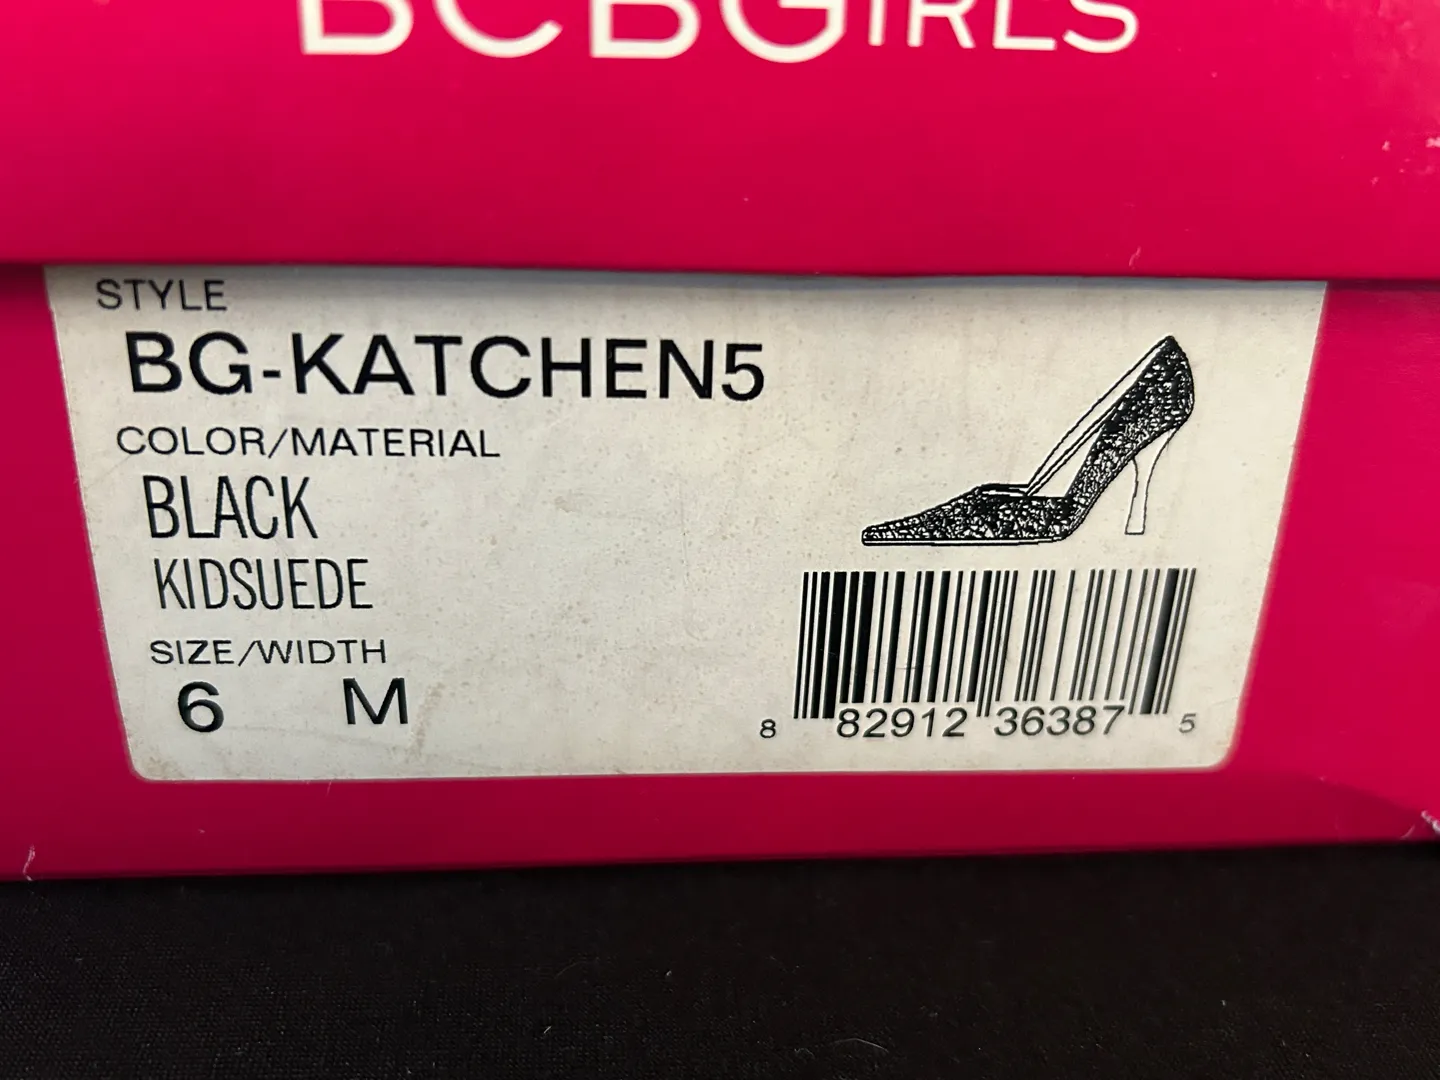 BCBGIRLS
STYLE
BG-KATCHEN5
COLOR/MATERIAL
BLACK
KIDSUEDE
SIZE/WIDTH
6 M
8 82912 36387 5